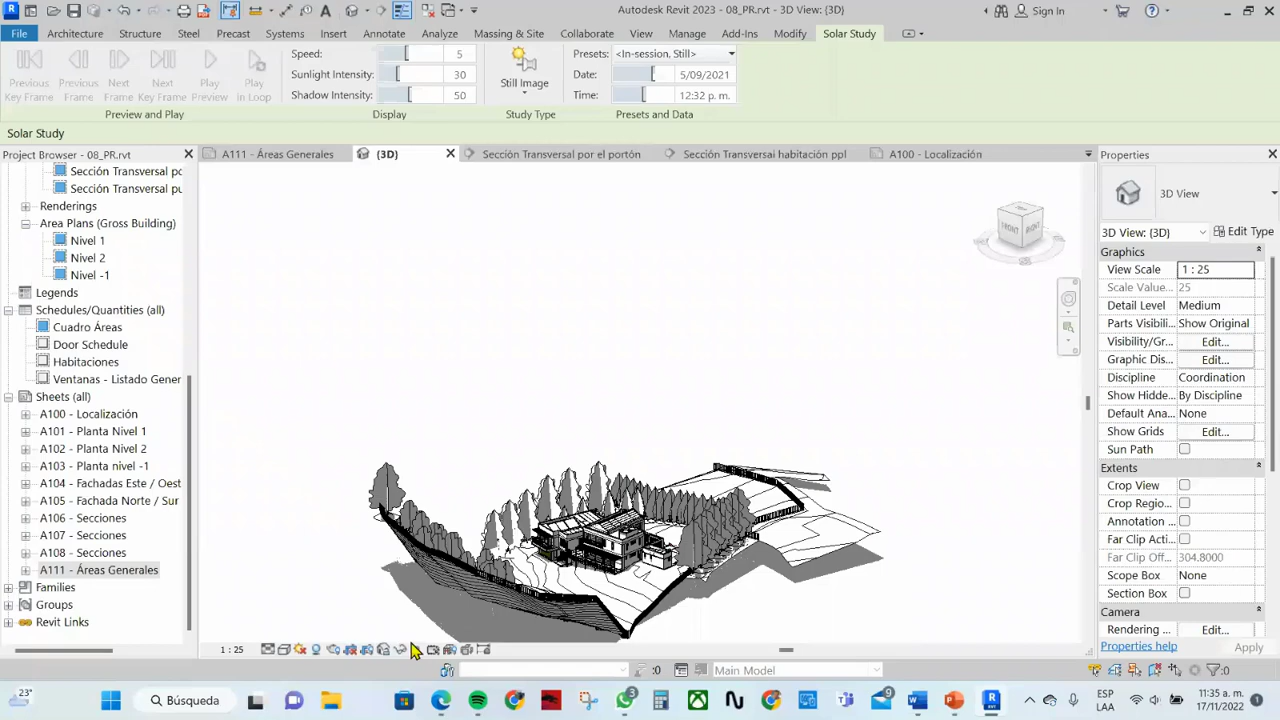 Autodesk Revit 2023 - 08_PR.rvt - 3D View: {3D}
Sign In
File Architecture Structure Steel Precast Systems Insert Annotate Analyze Massing & Site Collaborate View Manage Add-Ins Modify Solar Study
Previous Key Frame
Previous Frame
Next Frame
Next Key Frame
Play Preview
Play in Loop
Speed: 5
Sunlight Intensity: 30
Shadow Intensity: 50
Still Image
Presets: <In-session, Still>
Date: 5/09/2021
Time: 12:32 p. m.
Preview and Play Display Study Type Presets and Data
Solar Study
Project Browser - 08_PR.rvt
A111 - Áreas Generales
{3D}
Sección Transversal por el portón
Sección Transversal habitación ppl
A100 - Localización
Sección Transversal po
Sección Transversal pu
Renderings
Area Plans (Gross Building)
Nivel 1
Nivel 2
Nivel -1
Legends
Schedules/Quantities (all)
Cuadro Áreas
Door Schedule
Habitaciones
Ventanas - Listado Gener
Sheets (all)
A100 - Localización
A101 - Planta Nivel 1
A102 - Planta Nivel 2
A103 - Planta nivel -1
A104 - Fachadas Este / Oest
A105 - Fachada Norte / Sur
A106 - Secciones
A107 - Secciones
A108 - Secciones
A111 - Áreas Generales
Families
Groups
Revit Links
FRONT RIGHT
Properties
3D View
3D View: {3D} Edit Type
Graphics
View Scale 1 : 25
Scale Value... 25
Detail Level Medium
Parts Visibili... Show Original
Visibility/Gr... Edit...
Graphic Dis... Edit...
Discipline Coordination
Show Hidde... By Discipline
Default Ana... None
Show Grids Edit...
Sun Path
Extents
Crop View
Crop Regio...
Annotation ...
Far Clip Acti...
Far Clip Off... 304.8000
Scope Box None
Section Box
Camera
Rendering ... Edit...
Properties help Apply
1 : 25
:0
Main Model
:0
23°
Búsqueda
3
9
ESP
LAA
11:35 a. m.
17/11/2022